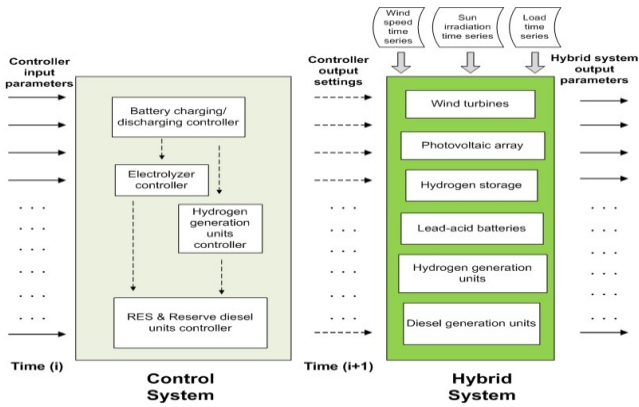 Wind
speed
time
series
Sun
irradiation
time series
Load
time
series
Controller
input
parameters
Controller
output
settings
Hybrid system
output
parameters
Battery charging/
discharging controller
Electrolyzer
controller
Hydrogen
generation
units
controller
RES & Reserve diesel
units controller
Wind turbines
Photovoltaic array
Hydrogen storage
Lead-acid batteries
Hydrogen generation
units
Diesel generation units
. . .
. . .
. . .
. . .
. . .
. . .
. . .
. . .
. . .
. . .
. . .
. . .
Time (i)
Control
System
Time (i+1)
Hybrid
System